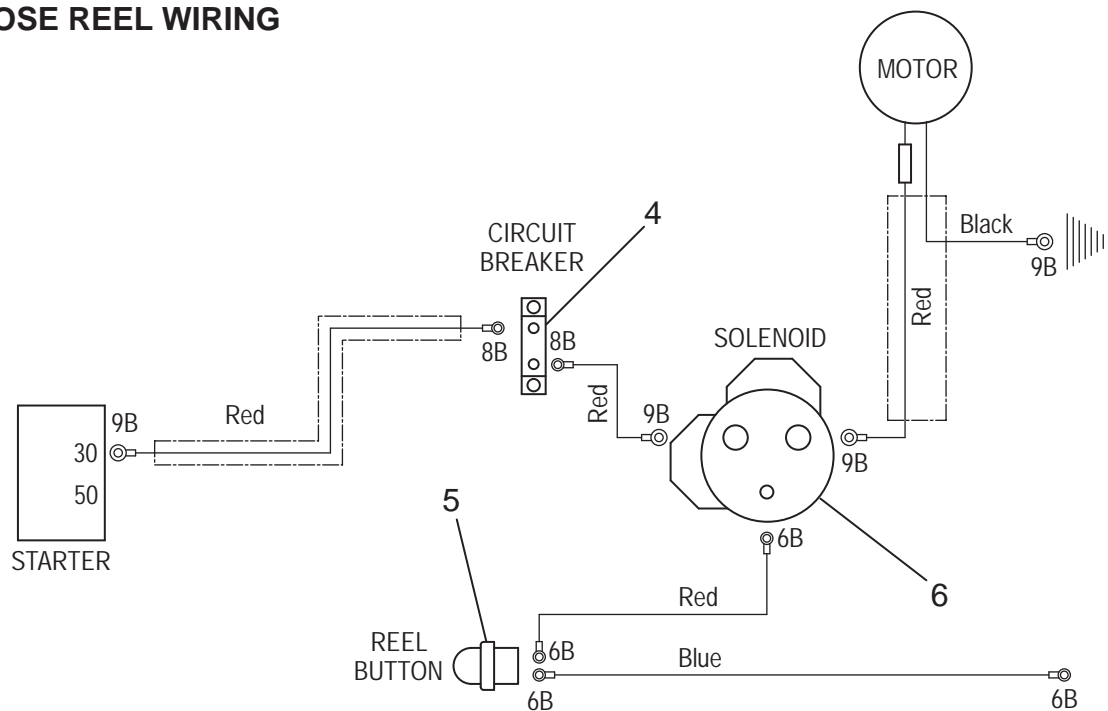 OSE REEL WIRING
MOTOR
4
CIRCUIT
BREAKER
Black
9B
Red
SOLENOID
8B
8B
Red
9B
Red
9B
9B
30
50
STARTER
5
6B
6
Red
REEL
BUTTON
6B
Blue
6B
6B